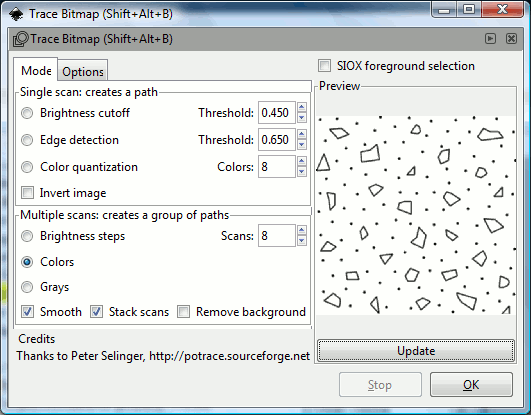 Trace Bitmap (Shift+Alt+B)
Trace Bitmap (Shift+Alt+B)
Mode Options
SIOX foreground selection
Single scan: creates a path
Preview
Brightness cutoff Threshold: 0.450
Edge detection Threshold: 0.650
Color quantization Colors: 8
Invert image
Multiple scans: creates a group of paths
Brightness steps Scans: 8
Colors
Grays
Smooth Stack scans Remove background
Credits
Thanks to Peter Selinger, http://potrace.sourceforge.net
Update
Stop OK